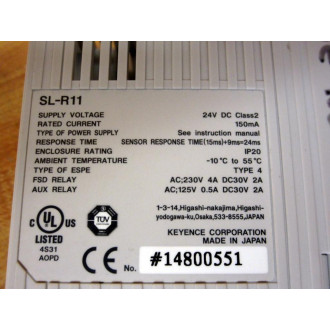 SL-R11
SUPPLY VOLTAGE 24V DC Class2
RATED CURRENT 150mA
TYPE OF POWER SUPPLY See instruction manual
RESPONSE TIME SENSOR RESPONSE TIME(15ms)+9ms=24ms
ENCLOSURE RATING IP20
AMBIENT TEMPERATURE -10°C to 55°C
TYPE OF ESPE TYPE 4
FSD RELAY AC;230V 4A DC30V 2A
AUX RELAY AC;125V 0.5A DC30V 2A
1-3-14,Higashi-nakajima,Higashi-
yodogawa-ku,Osaka,533-8555,JAPAN
KEYENCE CORPORATION
MADE IN JAPAN
C UL US
LISTED
4S31
AOPD
TÜV
CE No. #14800551